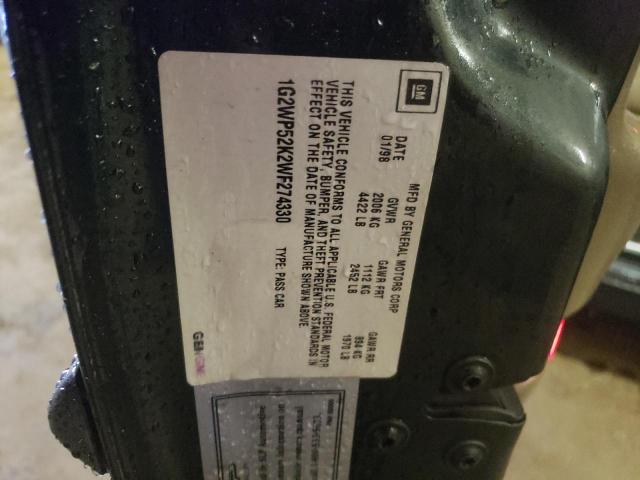 GM
MFD BY GENERAL MOTORS CORP
DATE GVWR GAWR FRT GAWR RR
01/98 2006 KG 1112 KG 894 KG
4422 LB 2452 LB 1970 LB
THIS VEHICLE CONFORMS TO ALL APPLICABLE U.S. FEDERAL MOTOR
VEHICLE SAFETY, BUMPER, AND THEFT PREVENTION STANDARDS IN
EFFECT ON THE DATE OF MANUFACTURE SHOWN ABOVE.
1G2WP52K2WF274330 TYPE: PASS CAR